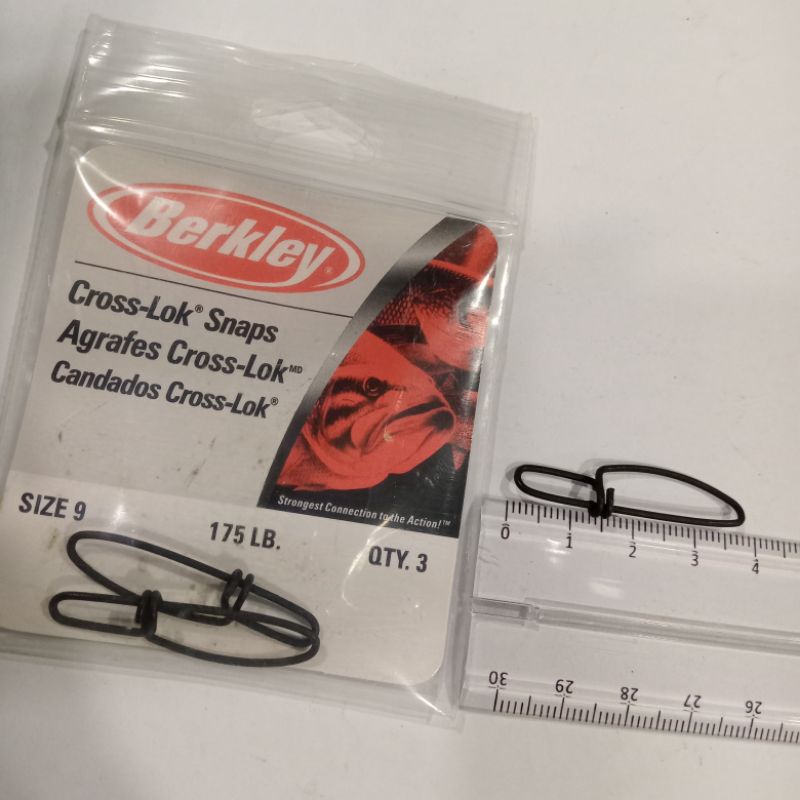 Berkley®
Cross-Lok® Snaps
Agrafes Cross-Lok MD
Candados Cross-Lok®
Strongest Connection to the Action!™
SIZE 9
175 LB.
QTY. 3
0 1 2 3 4
30 29 28 27 26